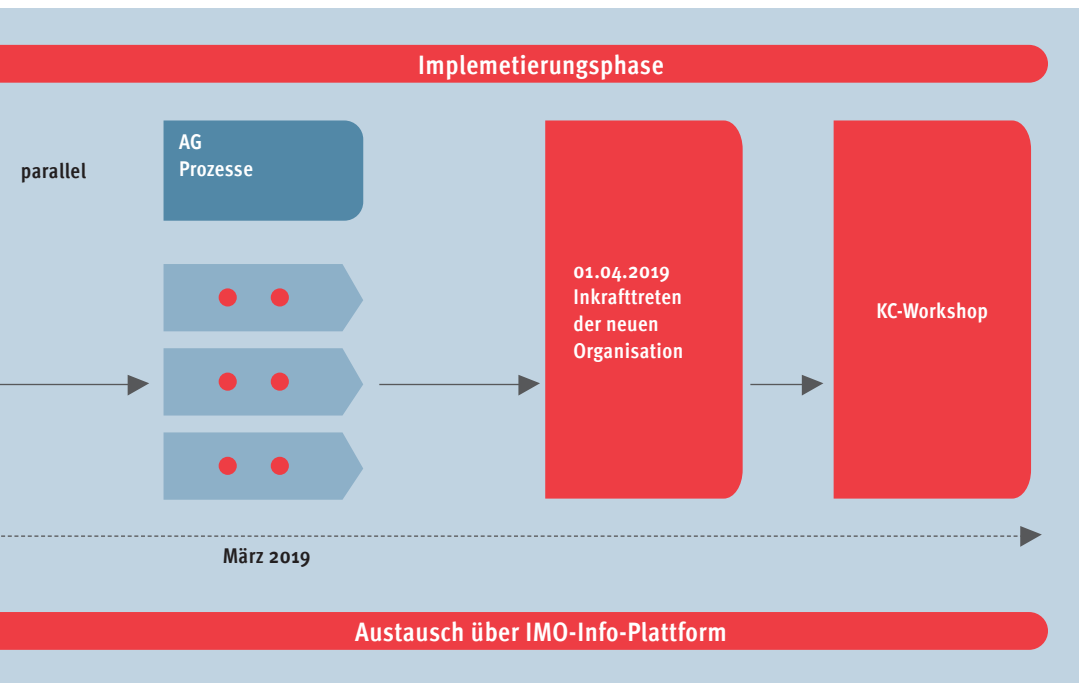 Implemetierungsphase
parallel
AG
Prozesse
01.04.2019
Inkrafttreten
der neuen
Organisation
KC-Workshop
März 2019
Austausch über IMO-Info-Plattform